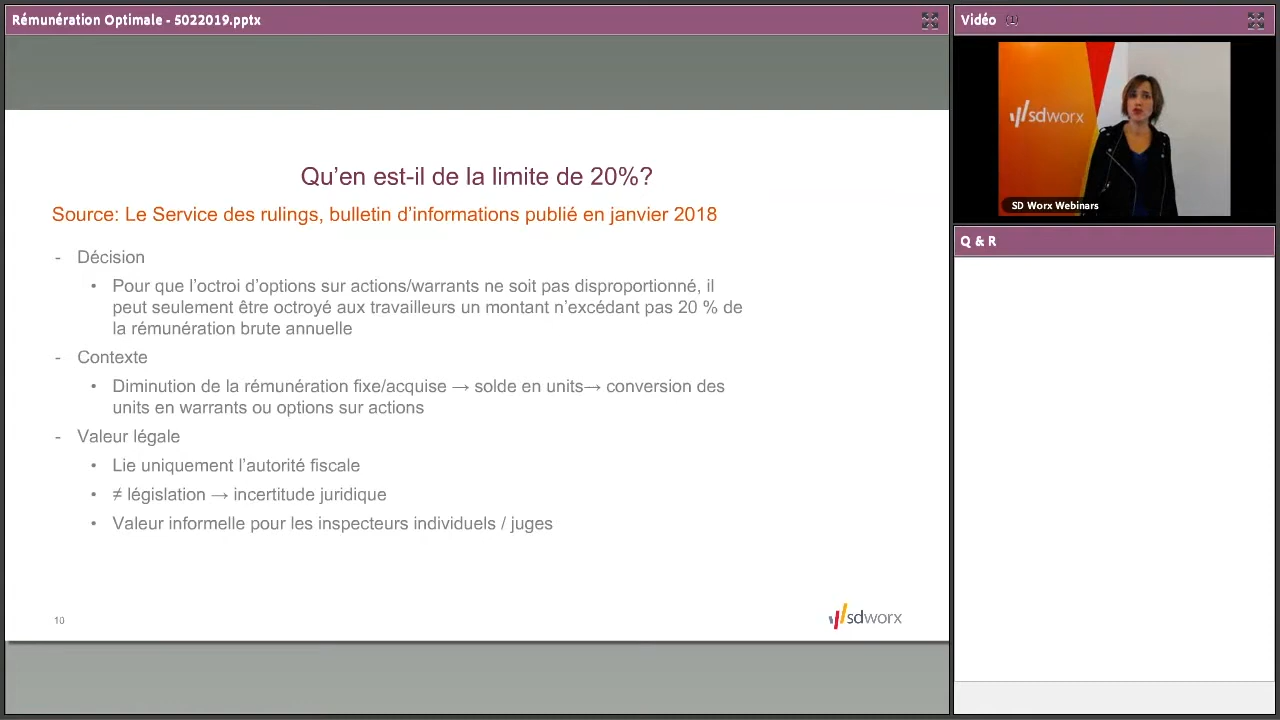 Rémunération Optimale - 5022019.pptx
Vidéo (1)
sdworx
SD Worx Webinars
Q & R
Qu’en est-il de la limite de 20%?
Source: Le Service des rulings, bulletin d’informations publié en janvier 2018
- Décision
• Pour que l’octroi d’options sur actions/warrants ne soit pas disproportionné, il
peut seulement être octroyé aux travailleurs un montant n’excédant pas 20 % de
la rémunération brute annuelle
- Contexte
• Diminution de la rémunération fixe/acquise → solde en units→ conversion des
units en warrants ou options sur actions
- Valeur légale
• Lie uniquement l’autorité fiscale
• ≠ législation → incertitude juridique
• Valeur informelle pour les inspecteurs individuels / juges
10
sdworx